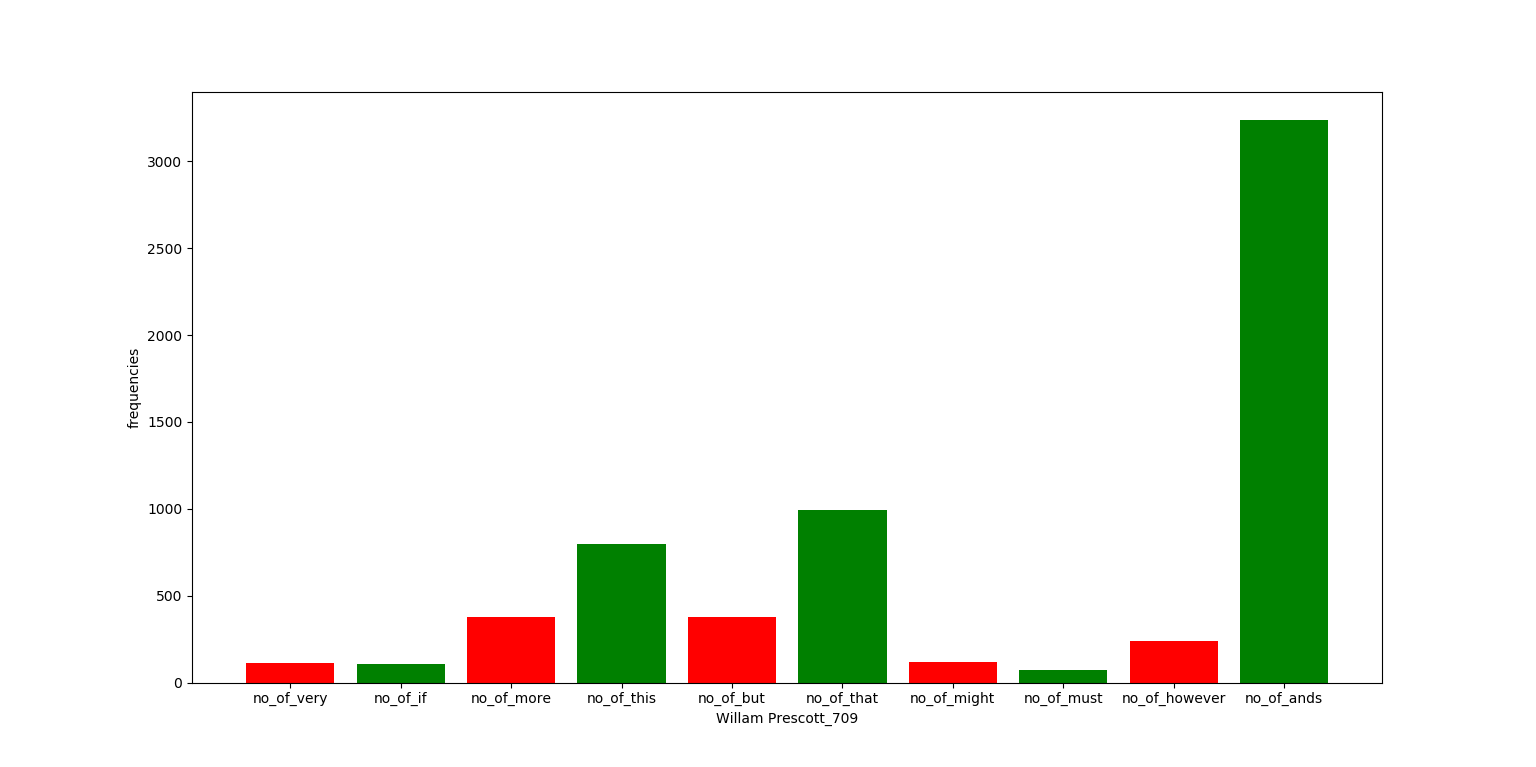 3000
2500
2000
1500
1000
500
0
frequencies
no_of_very no_of_if no_of_more no_of_this no_of_but no_of_that no_of_might no_of_must no_of_however no_of_ands
Willam Prescott_709